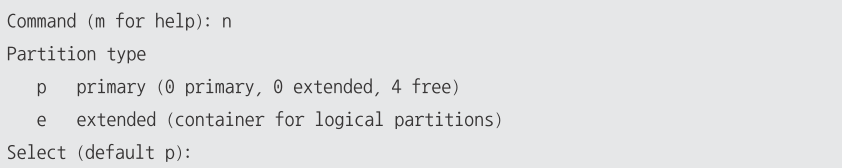 Command (m for help): n
Partition type
p primary (0 primary, 0 extended, 4 free)
e extended (container for logical partitions)
Select (default p):